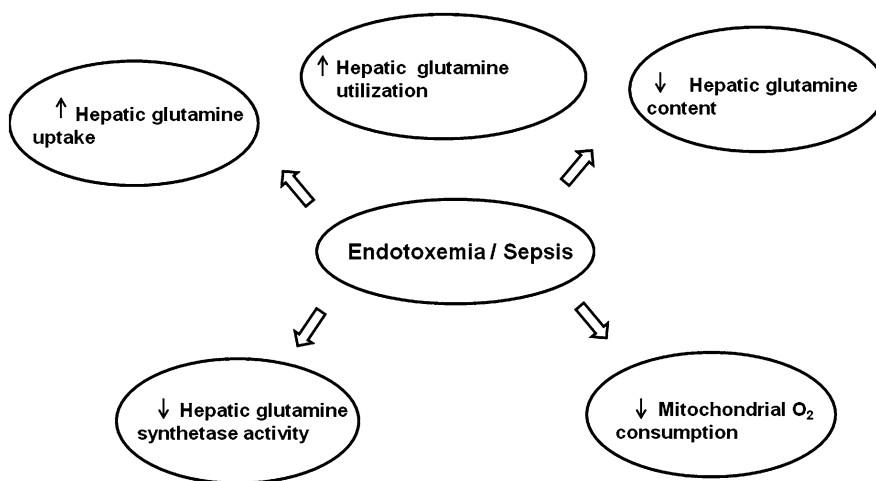 ↑ Hepatic glutamine
utilization
↑ Hepatic glutamine
uptake
↓ Hepatic glutamine
content
Endotoxemia / Sepsis
↓ Hepatic glutamine
synthetase activity
↓ Mitochondrial O₂
consumption